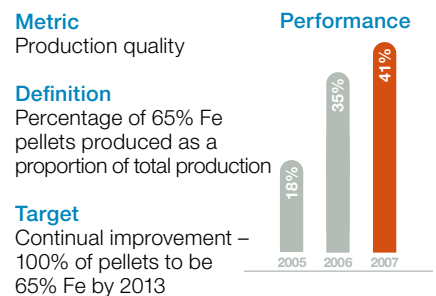 Metric
Production quality
Definition
Percentage of 65% Fe
pellets produced as a
proportion of total production
Target
Continual improvement –
100% of pellets to be
65% Fe by 2013
Performance
18%
35%
41%
2005
2006
2007